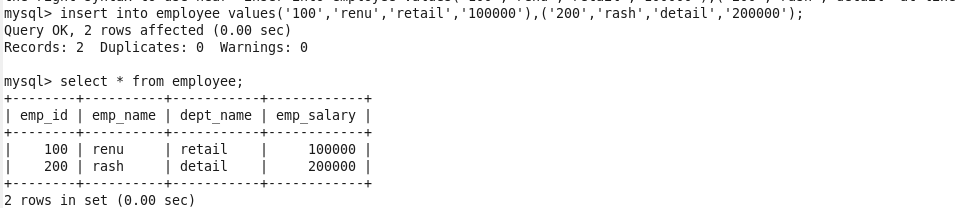 mysql> insert into employee values('100','renu','retail','100000'),('200','rash','detail','200000');
Query OK, 2 rows affected (0.00 sec)
Records: 2  Duplicates: 0  Warnings: 0
mysql> select * from employee;
+--------+----------+-----------+------------+
| emp_id | emp_name | dept_name | emp_salary |
+--------+----------+-----------+------------+
|    100 | renu     | retail    |     100000 |
|    200 | rash     | detail    |     200000 |
+--------+----------+-----------+------------+
2 rows in set (0.00 sec)